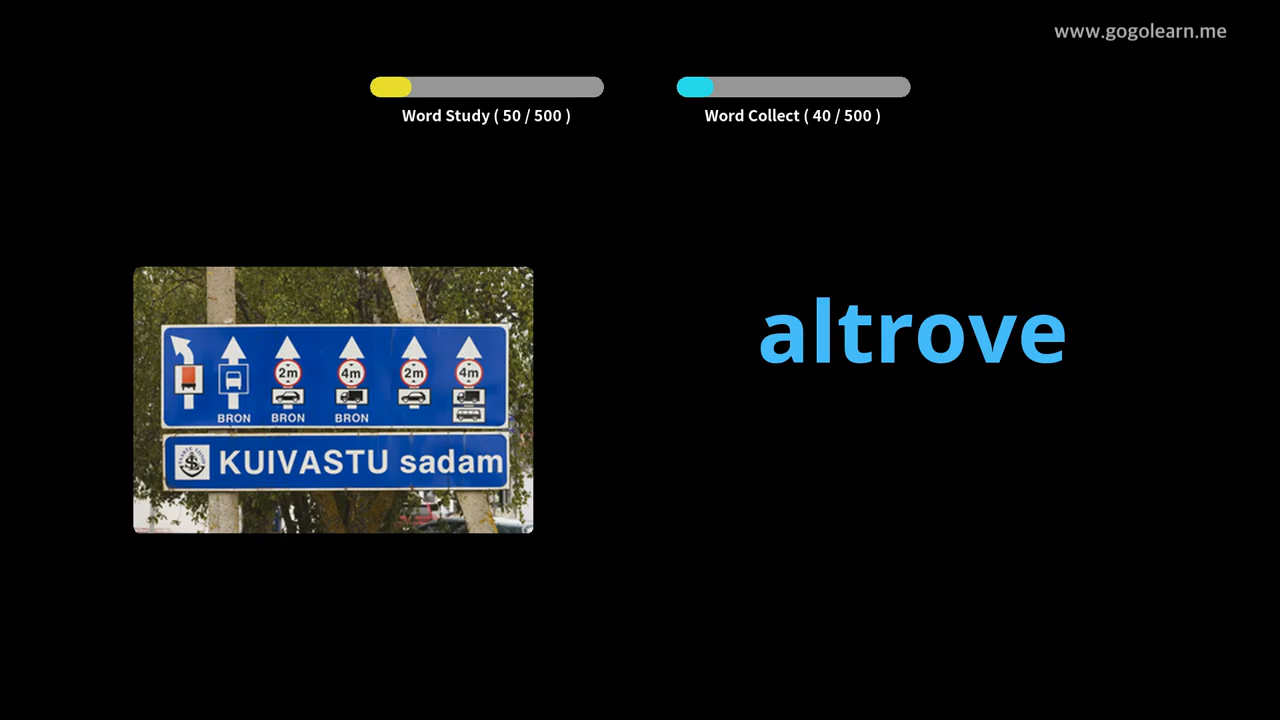 www.gogolearn.me
Word Study ( 50 / 500 )
Word Collect ( 40 / 500 )
altrove
2m 4m 2m 4m
BRON BRON BRON
KUIVASTU sadam